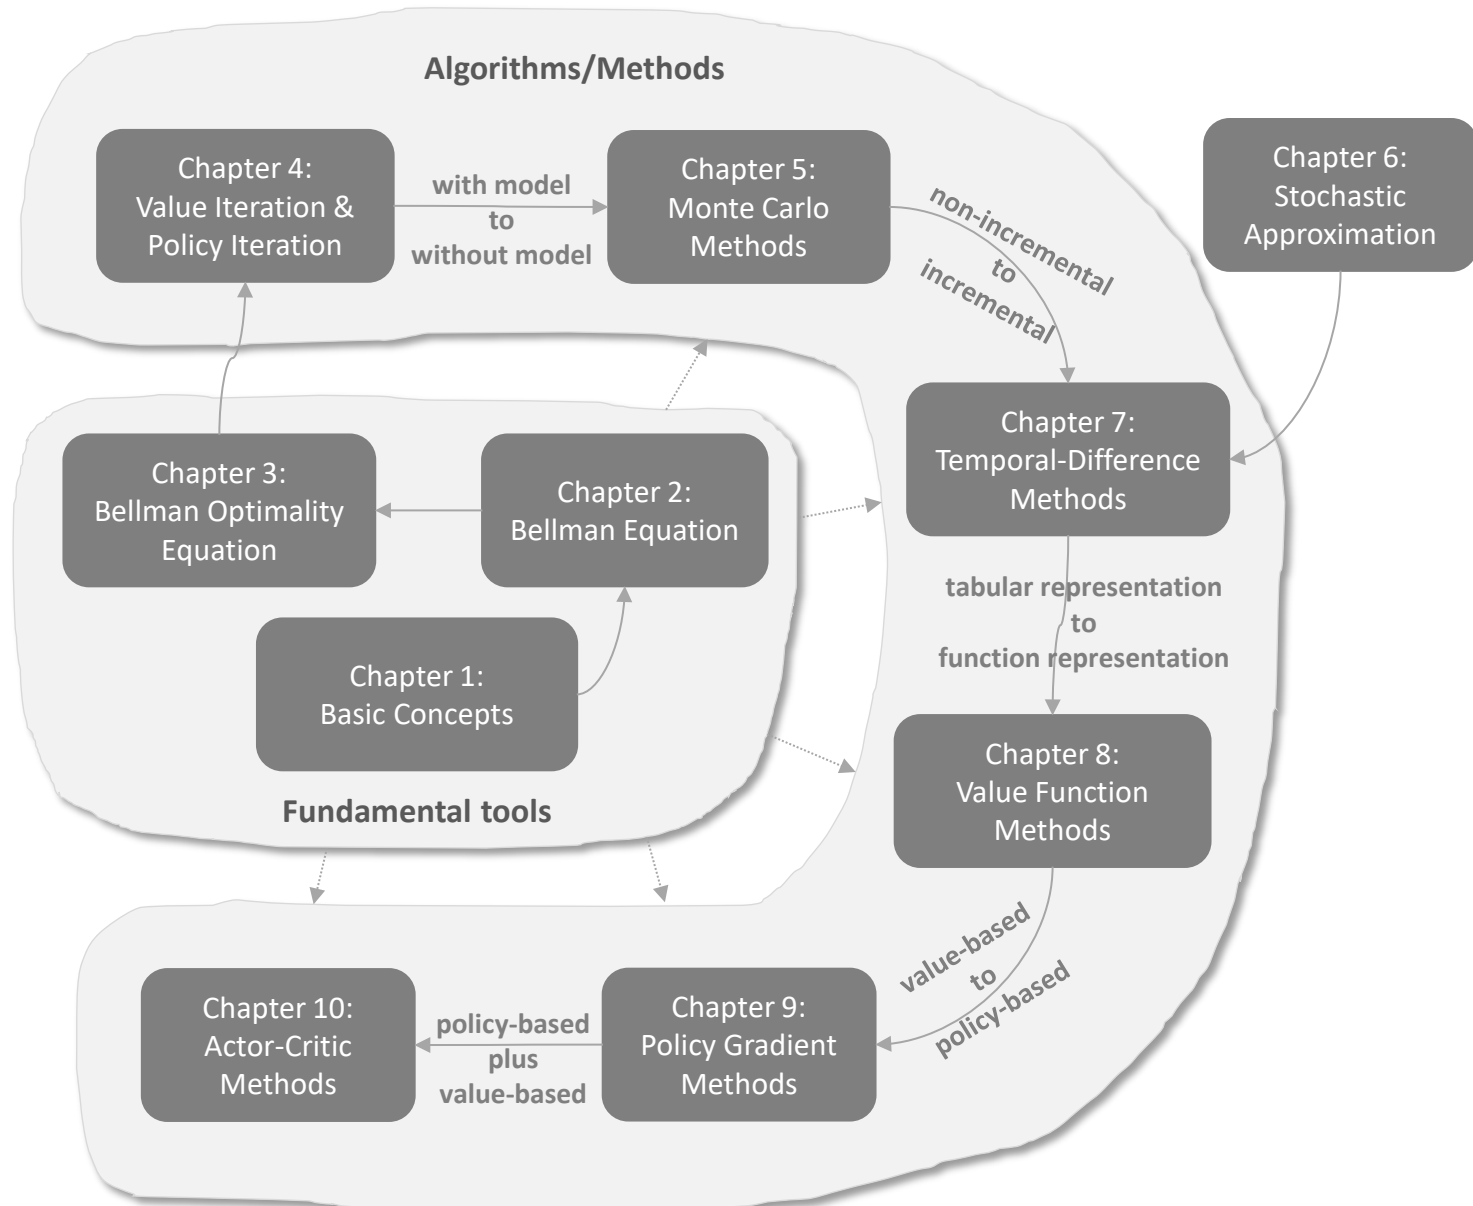 Algorithms/Methods
Chapter 4:
Value Iteration &
Policy Iteration
with model
to
without model
Chapter 5:
Monte Carlo
Methods
non-incremental
to
incremental
Chapter 6:
Stochastic
Approximation
Chapter 3:
Bellman Optimality
Equation
Chapter 2:
Bellman Equation
Chapter 1:
Basic Concepts
Fundamental tools
Chapter 7:
Temporal-Difference
Methods
tabular representation
to
function representation
Chapter 8:
Value Function
Methods
value-based
to
policy-based
Chapter 9:
Policy Gradient
Methods
policy-based
plus
value-based
Chapter 10:
Actor-Critic
Methods